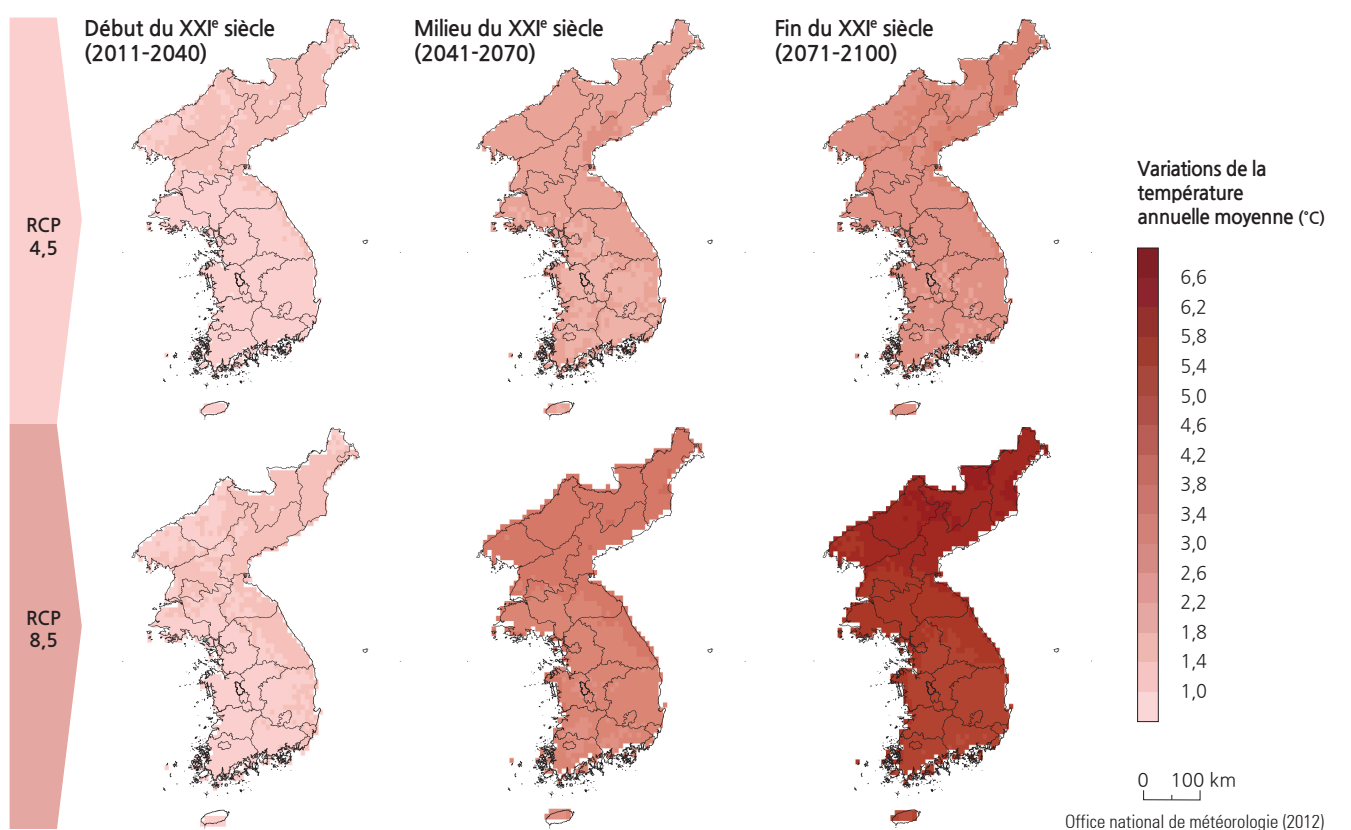 Début du XXIᵉ siècle
(2011-2040)
Milieu du XXIᵉ siècle
(2041-2070)
Fin du XXIᵉ siècle
(2071-2100)
RCP
4,5
RCP
8,5
Variations de la
température
annuelle moyenne (°C)
6,6
6,2
5,8
5,4
5,0
4,6
4,2
3,8
3,4
3,0
2,6
2,2
1,8
1,4
1,0
0 100 km
Office national de météorologie (2012)